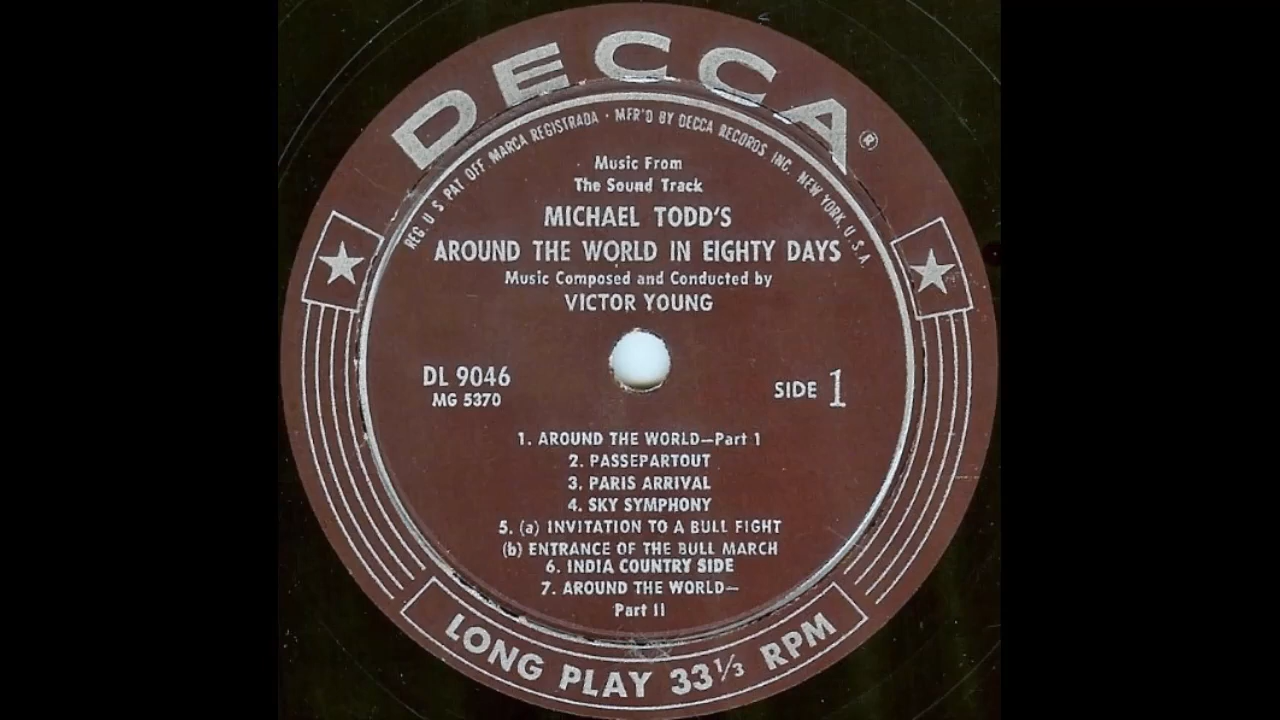 DECCA®
REG. U S PAT OFF MARCA REGISTRADA · MFR'D BY DECCA RECORDS, INC. NEW YORK, U.S.A.
Music From
The Sound Track
MICHAEL TODD'S
AROUND THE WORLD IN EIGHTY DAYS
Music Composed and Conducted by
VICTOR YOUNG
DL 9046
MG 5370
SIDE 1
1. AROUND THE WORLD—Part 1
2. PASSEPARTOUT
3. PARIS ARRIVAL
4. SKY SYMPHONY
5. (a) INVITATION TO A BULL FIGHT
(b) ENTRANCE OF THE BULL MARCH
6. INDIA COUNTRY SIDE
7. AROUND THE WORLD—
Part II
LONG PLAY 33⅓ RPM